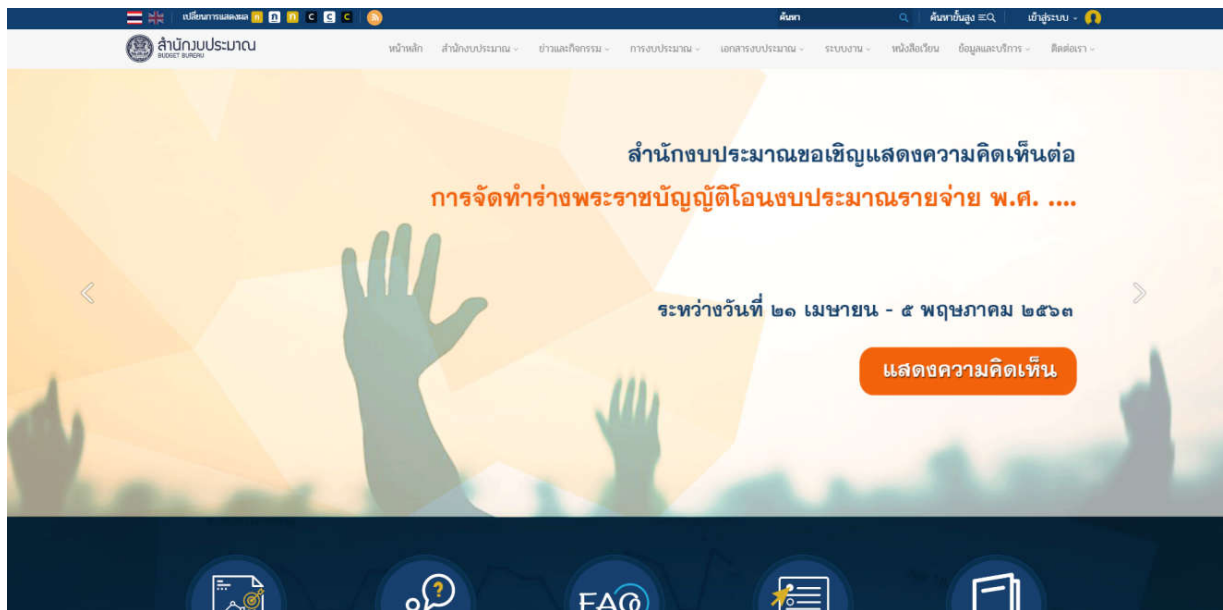 เปลี่ยนการแสดงผล ก ก ก C C C ค้นหา ค้นหาขั้นสูง เข้าสู่ระบบ
สำนักงบประมาณ
BUDGET BUREAU
หน้าหลัก สำนักงบประมาณ ข่าวและกิจกรรม การงบประมาณ เอกสารงบประมาณ ระบบงาน หนังสือเวียน ข้อมูลและบริการ ติดต่อเรา
สำนักงบประมาณขอเชิญแสดงความคิดเห็นต่อ
การจัดทำร่างพระราชบัญญัติโอนงบประมาณรายจ่าย พ.ศ. ....
ระหว่างวันที่ ๒๑ เมษายน - ๕ พฤษภาคม ๒๕๖๓
แสดงความคิดเห็น
FAQ